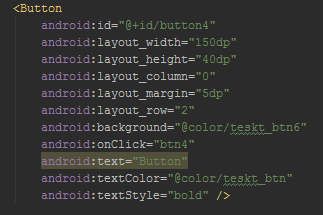 <Button
android:id="@+id/button4"
android:layout_width="150dp"
android:layout_height="40dp"
android:layout_column="0"
android:layout_margin="5dp"
android:layout_row="2"
android:background="@color/teskt_btn6"
android:onClick="btn4"
android:text="Button"
android:textColor="@color/teskt_btn"
android:textStyle="bold" />